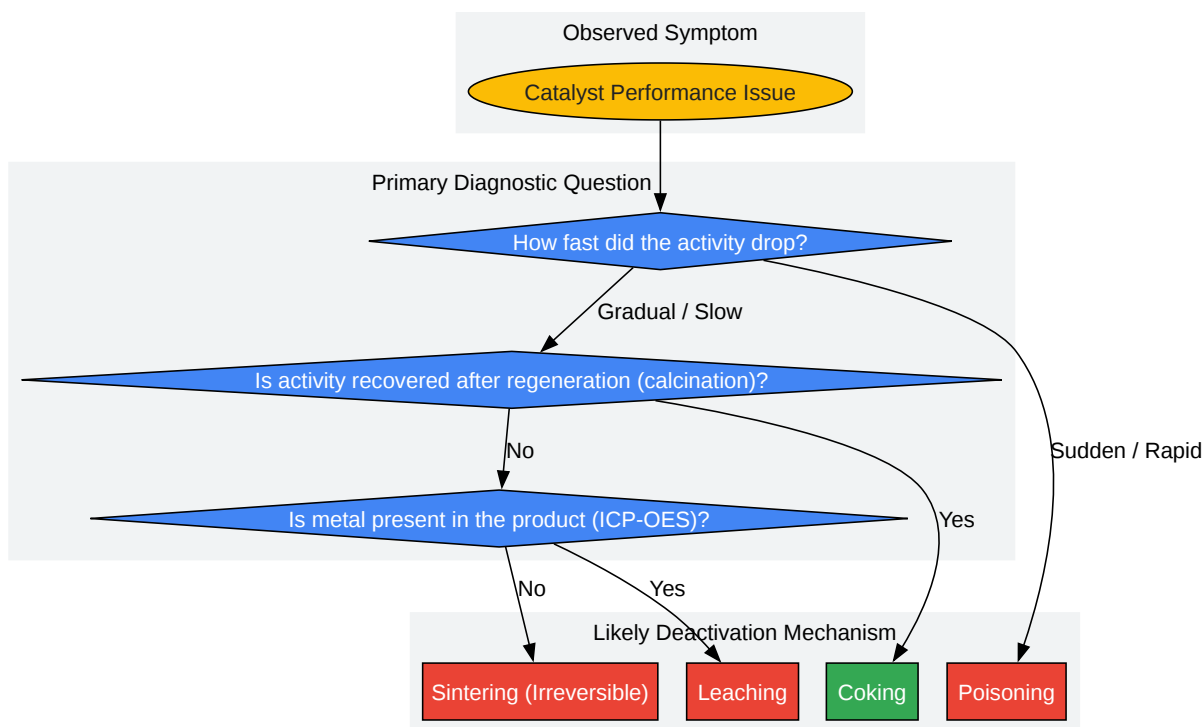 Observed Symptom
Catalyst Performance Issue
Primary Diagnostic Question
How fast did the activity drop?
Gradual / Slow
Is activity recovered after regeneration (calcination)?
No
Sudden / Rapid
Is metal present in the product (ICP-OES)?
Yes
No
Yes
Likely Deactivation Mechanism
Sintering (Irreversible)
Leaching
Coking
Poisoning